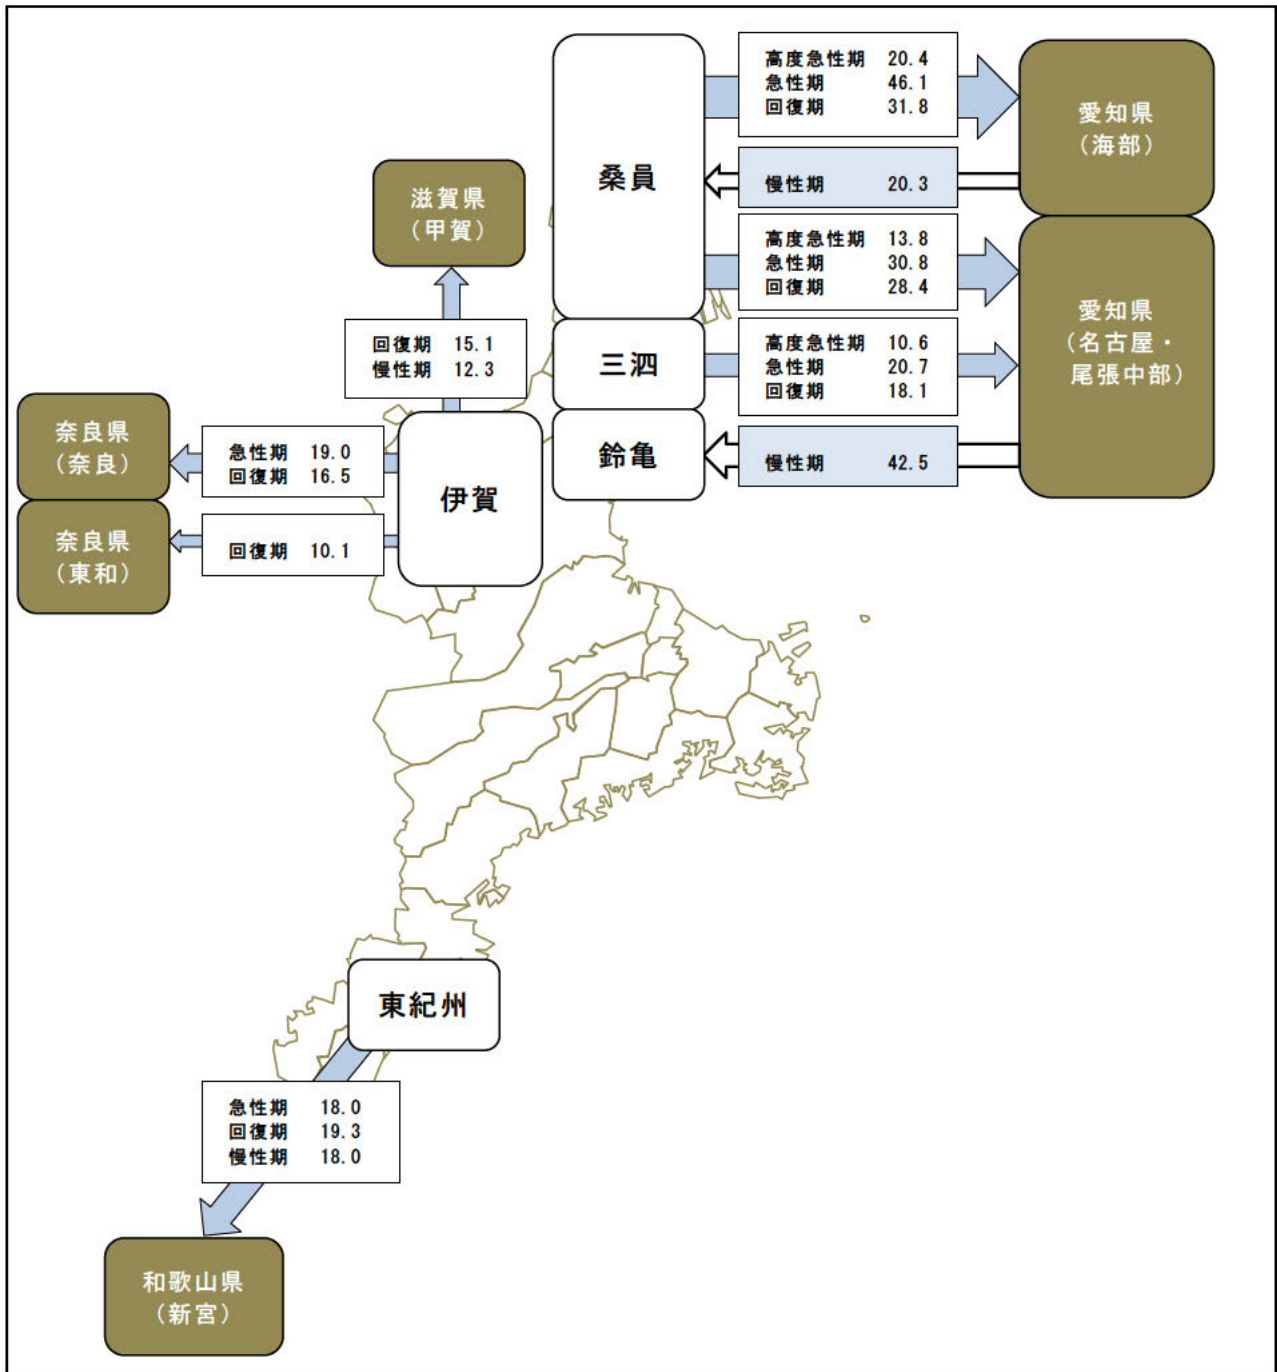 高度急性期 20.4
急性期 46.1
回復期 31.8
愛知県
（海部）
桑員
慢性期 20.3
滋賀県
（甲賀）
高度急性期 13.8
急性期 30.8
回復期 28.4
愛知県
（名古屋・
尾張中部）
回復期 15.1
慢性期 12.3
三泗
高度急性期 10.6
急性期 20.7
回復期 18.1
奈良県
（奈良）
急性期 19.0
回復期 16.5
伊賀
鈴亀
慢性期 42.5
奈良県
（東和）
回復期 10.1
東紀州
急性期 18.0
回復期 19.3
慢性期 18.0
和歌山県
（新宮）